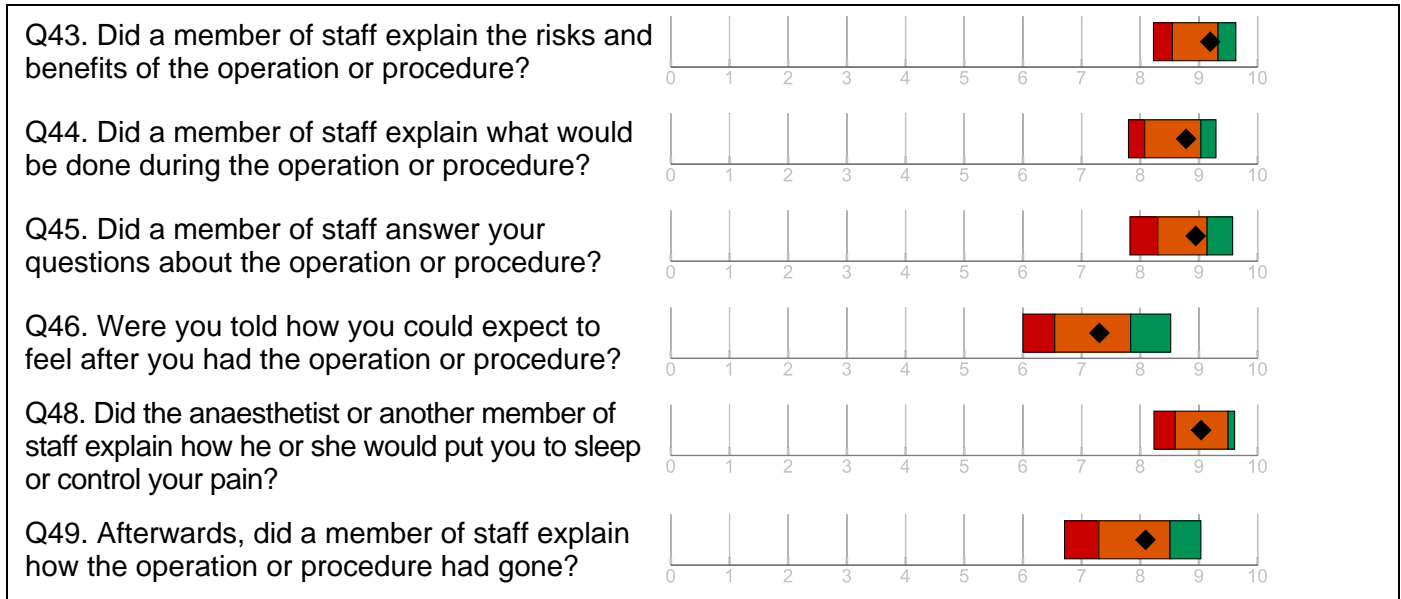 Q43. Did a member of staff explain the risks and
benefits of the operation or procedure?
0 1 2 3 4 5 6 7 8 9 10
Q44. Did a member of staff explain what would
be done during the operation or procedure?
0 1 2 3 4 5 6 7 8 9 10
Q45. Did a member of staff answer your
questions about the operation or procedure?
0 1 2 3 4 5 6 7 8 9 10
Q46. Were you told how you could expect to
feel after you had the operation or procedure?
0 1 2 3 4 5 6 7 8 9 10
Q48. Did the anaesthetist or another member of
staff explain how he or she would put you to sleep
or control your pain?
0 1 2 3 4 5 6 7 8 9 10
Q49. Afterwards, did a member of staff explain
how the operation or procedure had gone?
0 1 2 3 4 5 6 7 8 9 10